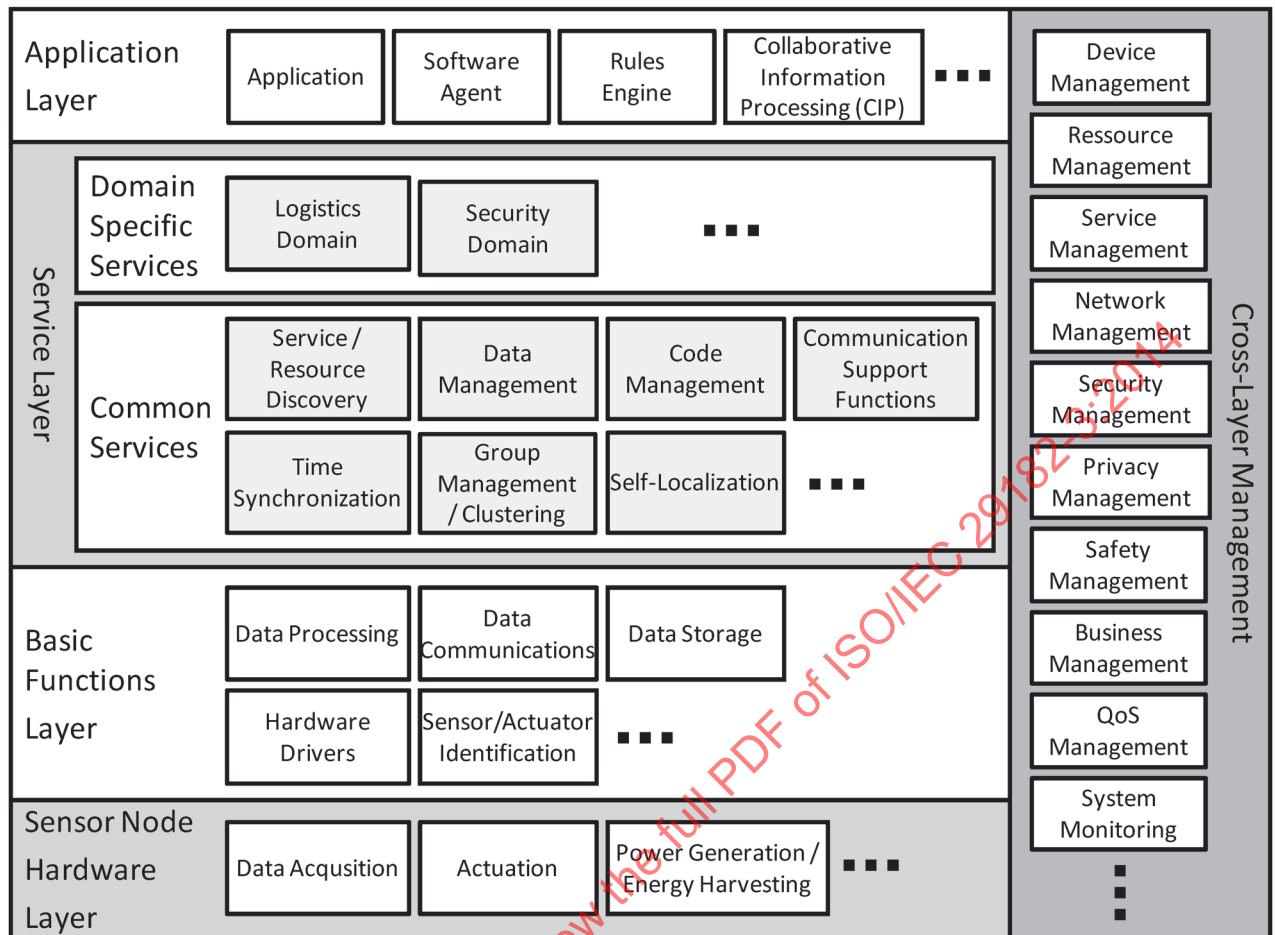 Application
Layer
Application
Software
Agent
Rules
Engine
Collaborative
Information
Processing (CIP)
Service Layer
Domain
Specific
Services
Logistics
Domain
Security
Domain
Common
Services
Service /
Resource
Discovery
Data
Management
Code
Management
Communication
Support
Functions
Time
Synchronization
Group
Management
/ Clustering
Self-Localization
Basic
Functions
Layer
Data Processing
Data
Communications
Data Storage
Hardware
Drivers
Sensor/Actuator
Identification
Sensor Node
Hardware
Layer
Data Acqusition
Actuation
Power Generation /
Energy Harvesting
Device
Management
Ressource
Management
Service
Management
Network
Management
Security
Management
Privacy
Management
Safety
Management
Business
Management
QoS
Management
System
Monitoring
Cross-Layer Management
the full PDF of ISO/IEC 29182-3:2014